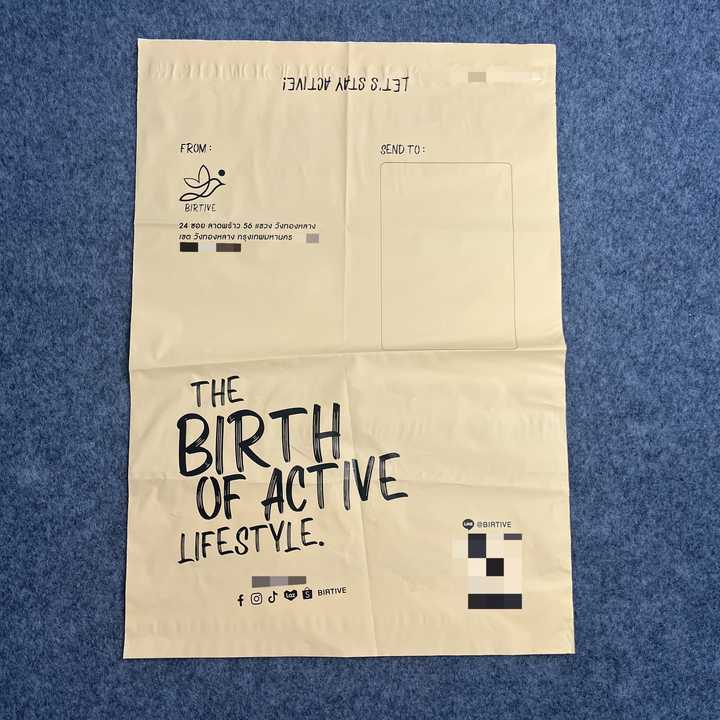 LET'S STAY ACTIVE!
FROM :
SEND TO :
BIRTIVE
24 ซอย ลาดพร้าว 56 แขวง วังทองหลาง
เขต วังทองหลาง กรุงเทพมหานคร
THE
BIRTH
OF ACTIVE
LIFESTYLE.
LINE @BIRTIVE
Laz BIRTIVE